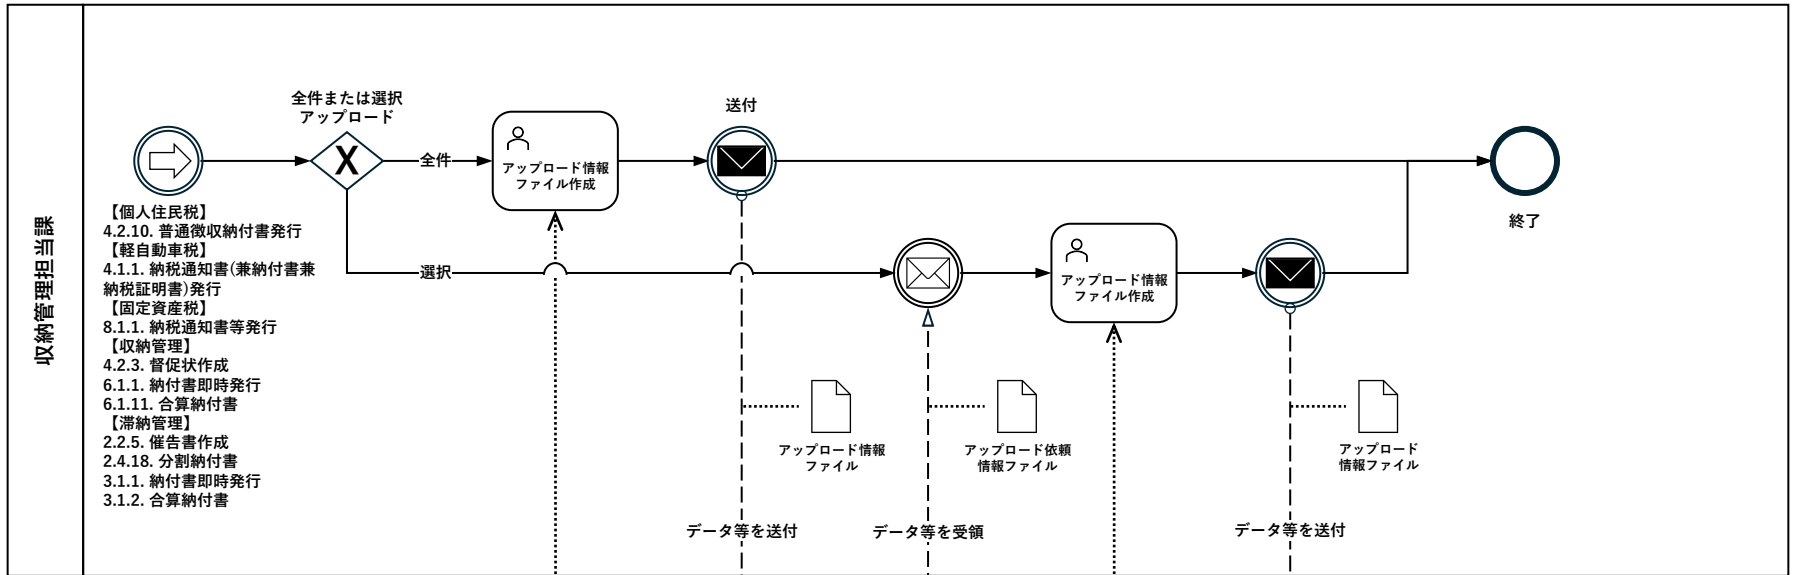 収納管理担当課
全件または選択
アップロード
全件
選択
アップロード情報
ファイル作成
送付
終了
【個人住民税】
4.2.10. 普通徴収納付書発行
【軽自動車税】
4.1.1. 納税通知書(兼納付書兼
納税証明書)発行
【固定資産税】
8.1.1. 納税通知書等発行
【収納管理】
4.2.3. 督促状作成
6.1.1. 納付書即時発行
6.1.11. 合算納付書
【滞納管理】
2.2.5. 催告書作成
2.4.18. 分割納付書
3.1.1. 納付書即時発行
3.1.2. 合算納付書
アップロード情報
ファイル作成
アップロード情報
ファイル
アップロード依頼
情報ファイル
アップロード
情報ファイル
データ等を送付
データ等を受領
データ等を送付